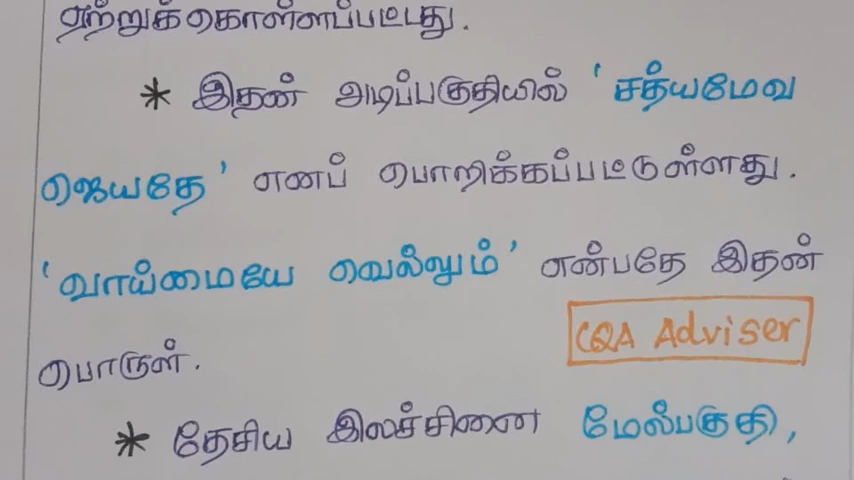 ஏற்றுக்கொள்ளப்பட்டது.
* இதன் அடிப்பகுதியில் 'சத்யமேவ
ஜெயதே' எனப் பொறிக்கப்பட்டுள்ளது.
'வாய்மையே வெல்லும்' என்பதே இதன்
பொருள்.
CQA Adviser
* தேசிய இலச்சினை மேல்பகுதி,